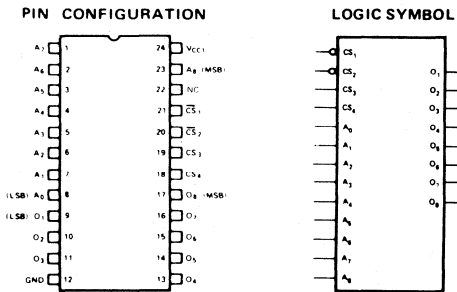 PIN CONFIGURATION
A7 1 24 VCC1
A6 2 23 A8 (MSB)
A5 3 22 NC
A4 4 21 C̅S̅1
A3 5 20 C̅S̅2
A2 6 19 CS3
A1 7 18 CS4
(LSB) A0 8 17 O8 (MSB)
(LSB) O1 9 16 O7
O2 10 15 O6
O3 11 14 O5
GND 12 13 O4
LOGIC SYMBOL
CS1
CS2 O1
CS3 O2
CS4 O3
A0 O4
A1 O5
A2 O6
A3 O7
A4 O8
A5
A6
A7
A8